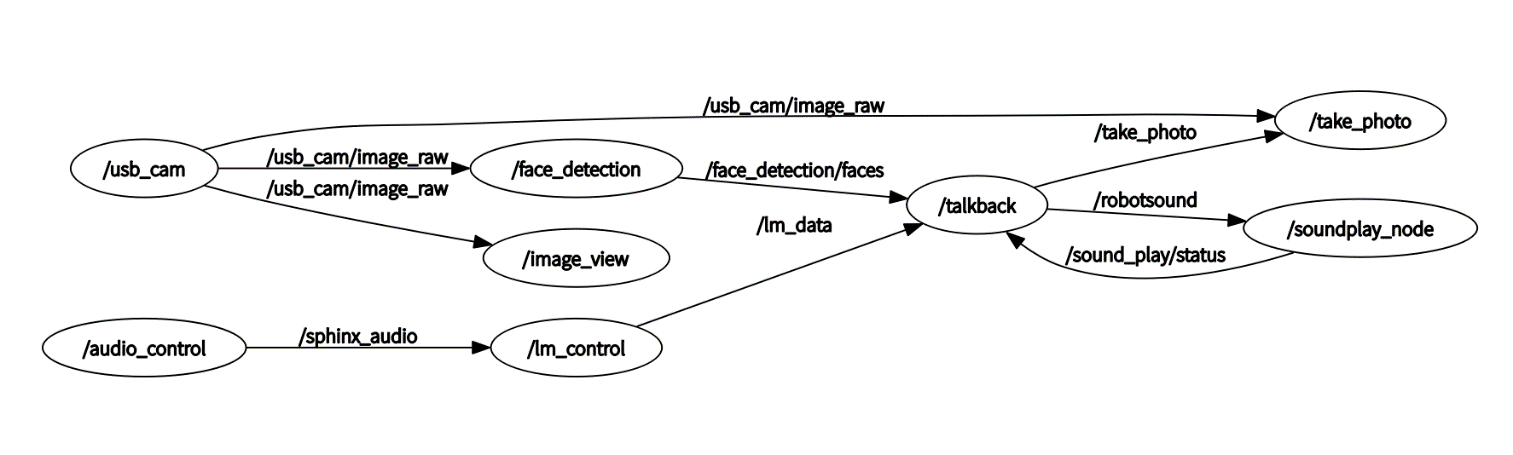 /usb_cam/image_raw
/take_photo
/take_photo
/usb_cam
/usb_cam/image_raw
/face_detection
/face_detection/faces
/usb_cam/image_raw
/talkback
/robotsound
/lm_data
/soundplay_node
/image_view
/sound_play/status
/audio_control
/sphinx_audio
/lm_control